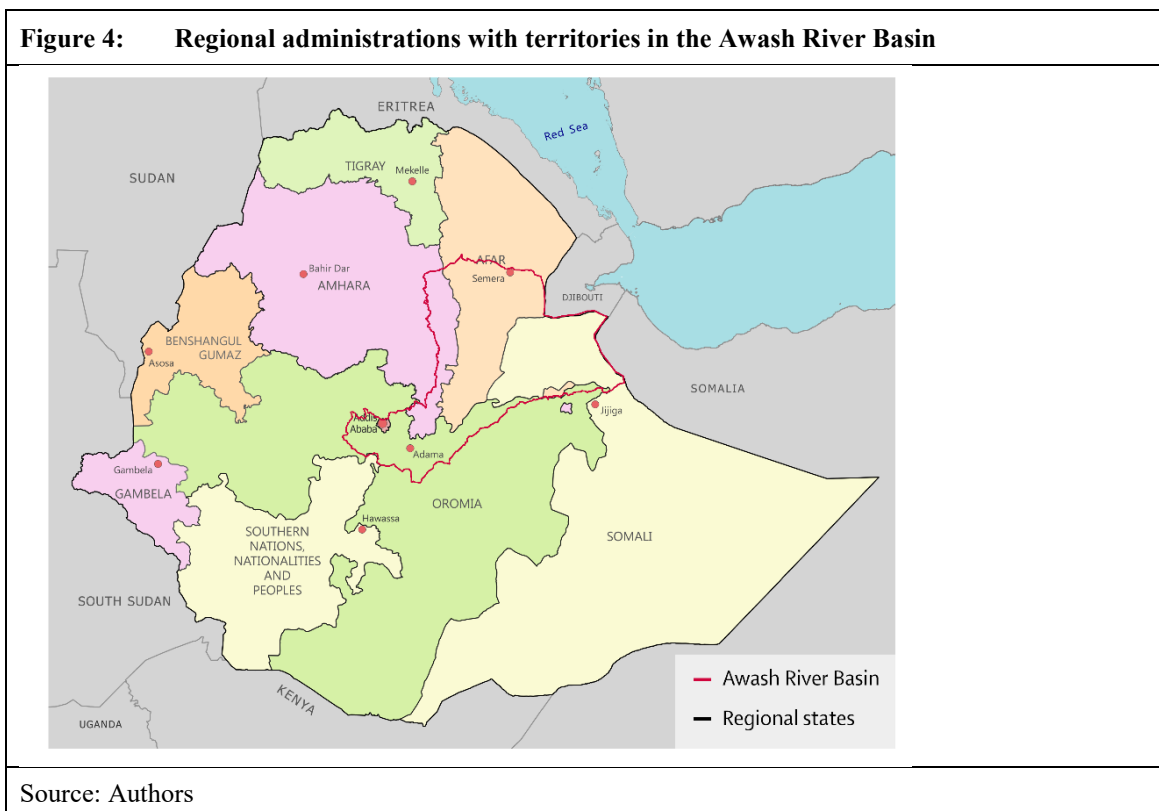 Figure 4: Regional administrations with territories in the Awash River Basin
ERITREA
Red Sea
SUDAN
TIGRAY
Mekelle
AFAR
Semera
Bahir Dar
AMHARA
DJIBOUTI
BENSHANGUL
GUMAZ
Asosa
SOMALIA
Jijiga
Addis
Ababa
Adama
Gambela
GAMBELA
OROMIA
Hawassa
SOUTHERN
NATIONS,
NATIONALITIES
AND
PEOPLES
SOMALI
SOUTH SUDAN
KENYA
UGANDA
Awash River Basin
Regional states
Source: Authors